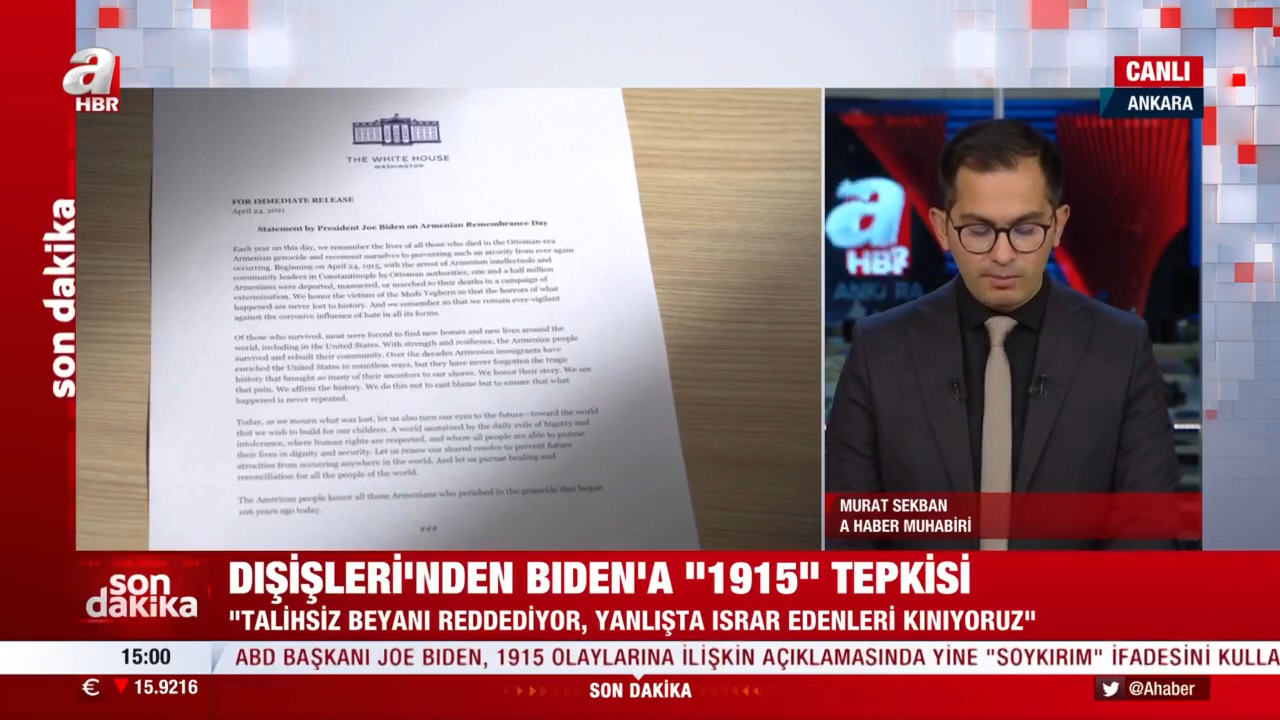 a
HBR
CANLI
ANKARA
son dakika
THE WHITE HOUSE
WASHINGTON
FOR IMMEDIATE RELEASE
April 24, 2021
Statement by President Joe Biden on Armenian Remembrance Day
Each year on this day, we remember the lives of all those who died in the Ottoman-era
Armenian genocide and recommit ourselves to preventing such an atrocity from ever again
occurring. Beginning on April 24, 1915, with the arrest of Armenian intellectuals and
community leaders in Constantinople by Ottoman authorities, one and a half million
Armenians were deported, massacred, or marched to their deaths in a campaign of
extermination. We honor the victims of the Meds Yeghern so that the horrors of what
happened are never lost to history. And we remember so that we remain ever-vigilant
against the corrosive influence of hate in all its forms.
Of those who survived, most were forced to find new homes and new lives around the
world, including in the United States. With strength and resilience, the Armenian people
survived and rebuilt their community. Over the decades Armenian immigrants have
enriched the United States in countless ways, but they have never forgotten the tragic
history that brought so many of their ancestors to our shores. We honor their story. We see
that pain. We affirm the history. We do this not to cast blame but to ensure that what
happened is never repeated.
Today, as we mourn what was lost, let us also turn our eyes to the future—toward the world
that we wish to build for our children. A world unstained by the daily evils of bigotry and
intolerance, where human rights are respected, and where all people are able to pursue
their lives in dignity and security. Let us renew our shared resolve to prevent future
atrocities from occurring anywhere in the world. And let us pursue healing and
reconciliation for all the people of the world.
The American people honor all those Armenians who perished in the genocide that began
106 years ago today.
###
a
HBR
ANKARA
MURAT SEKBAN
A HABER MUHABİRİ
son
dakika
DIŞİŞLERİ'NDEN BIDEN'A "1915" TEPKİSİ
"TALİHSİZ BEYANI REDDEDİYOR, YANLIŞTA ISRAR EDENLERİ KINIYORUZ"
15:00
ABD BAŞKANI JOE BIDEN, 1915 OLAYLARINA İLİŞKİN AÇIKLAMASINDA YİNE "SOYKIRIM" İFADESİNİ KULLA
€ 15.9216
SON DAKİKA
@Ahaber